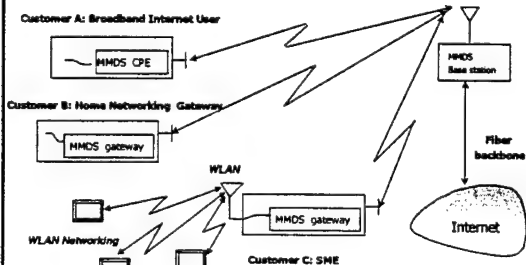 Customer A: Broadband Internet User
MMDS CPE
MMDS
Base station
Customer B: Home Networking Gateway
MMDS gateway
Fiber
backbone
WLAN
MMDS gateway
Internet
WLAN Networking
Customer C: SME